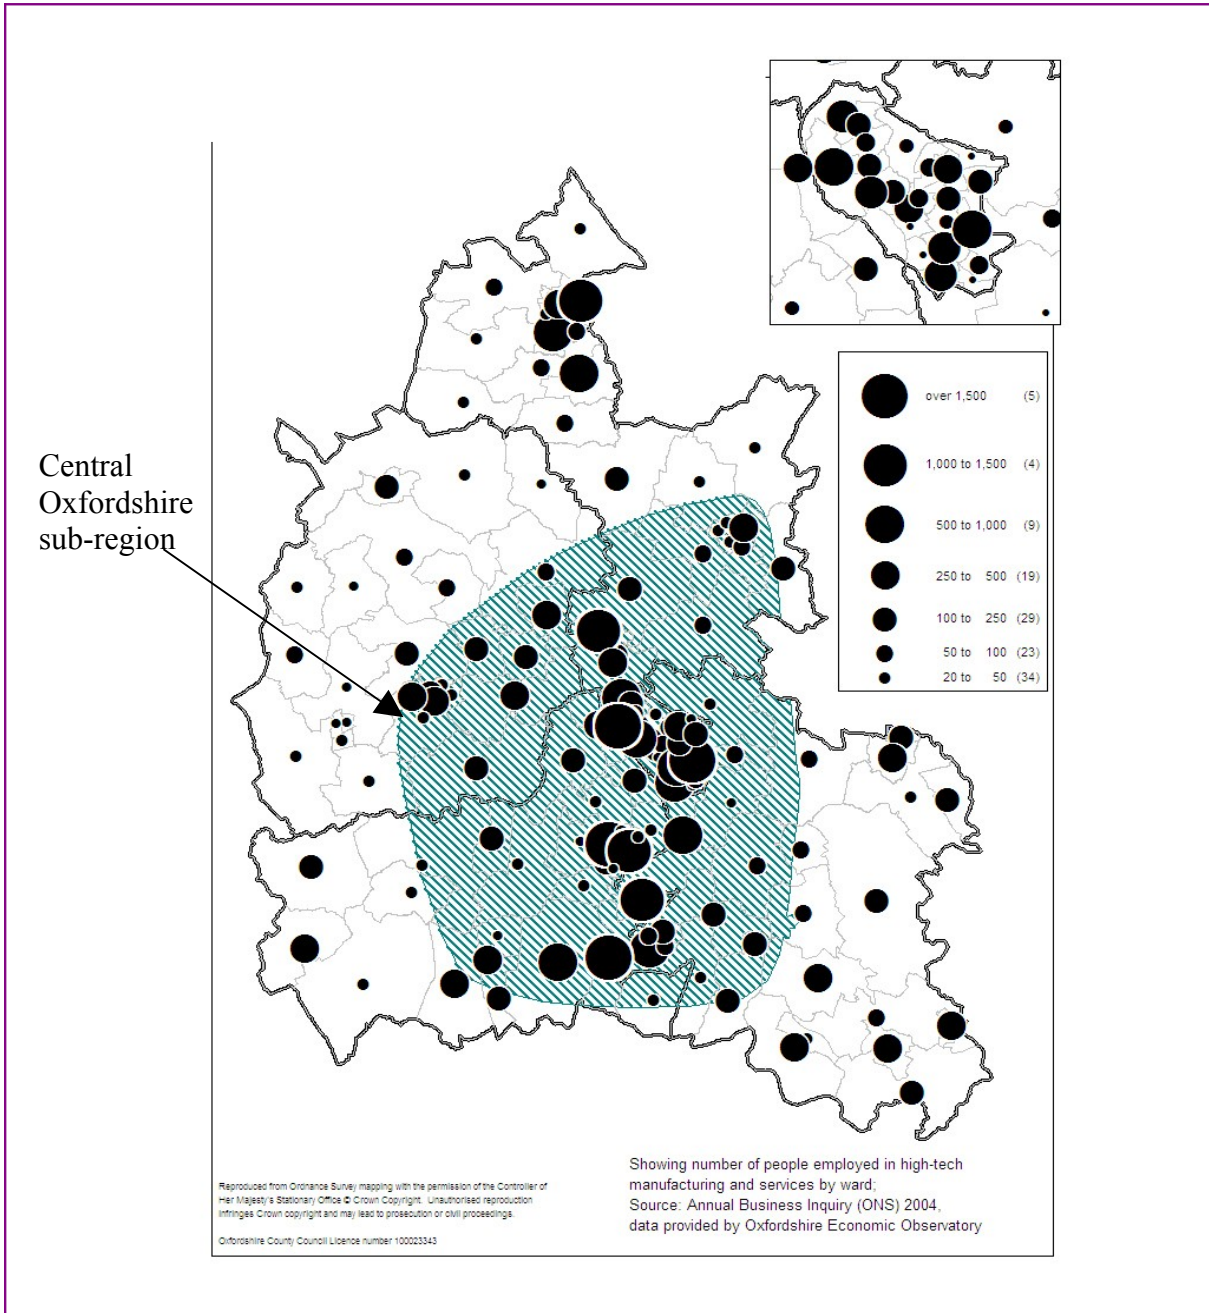 over 1,500 (5)
1,000 to 1,500 (4)
500 to 1,000 (9)
250 to 500 (19)
100 to 250 (29)
50 to 100 (23)
20 to 50 (34)
Central
Oxfordshire
sub-region
Showing number of people employed in high-tech
manufacturing and services by ward;
Source: Annual Business Inquiry (ONS) 2004,
data provided by Oxfordshire Economic Observatory
Reproduced from Ordnance Survey mapping with the permission of the Controller of
Her Majesty's Stationary Office © Crown Copyright. Unauthorised reproduction
infringes Crown copyright and may lead to prosecution or civil proceedings.
Oxfordshire County Council Licence number 100023343